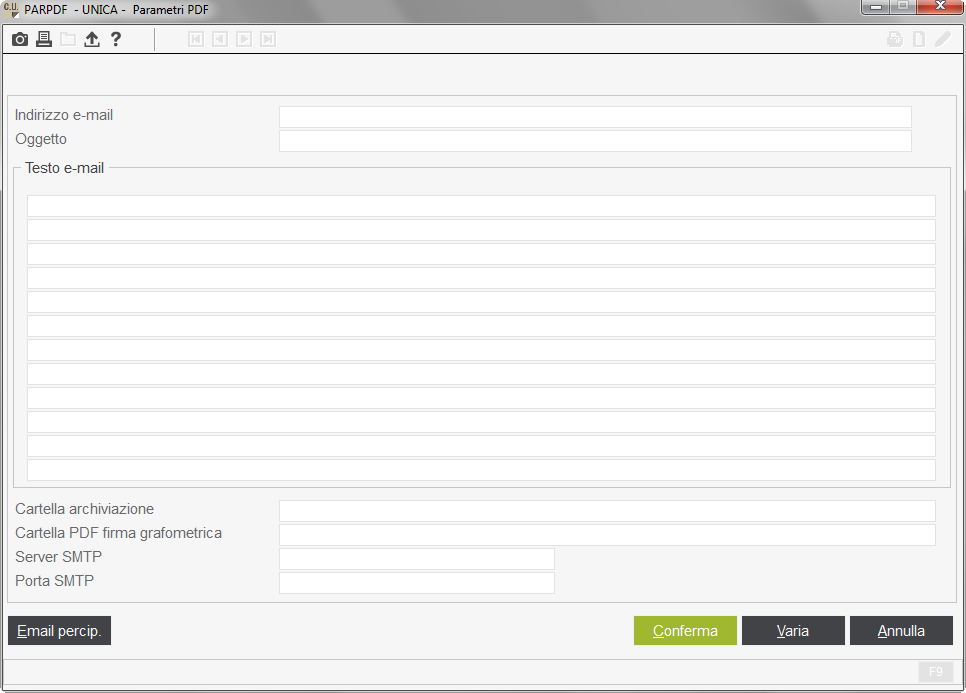 C.U.
PARPDF - UNICA - Parametri PDF
?
Indirizzo e-mail
Oggetto
Testo e-mail
Cartella archiviazione
Cartella PDF firma grafometrica
Server SMTP
Porta SMTP
Email percip.
Conferma
Varia
Annulla
F9